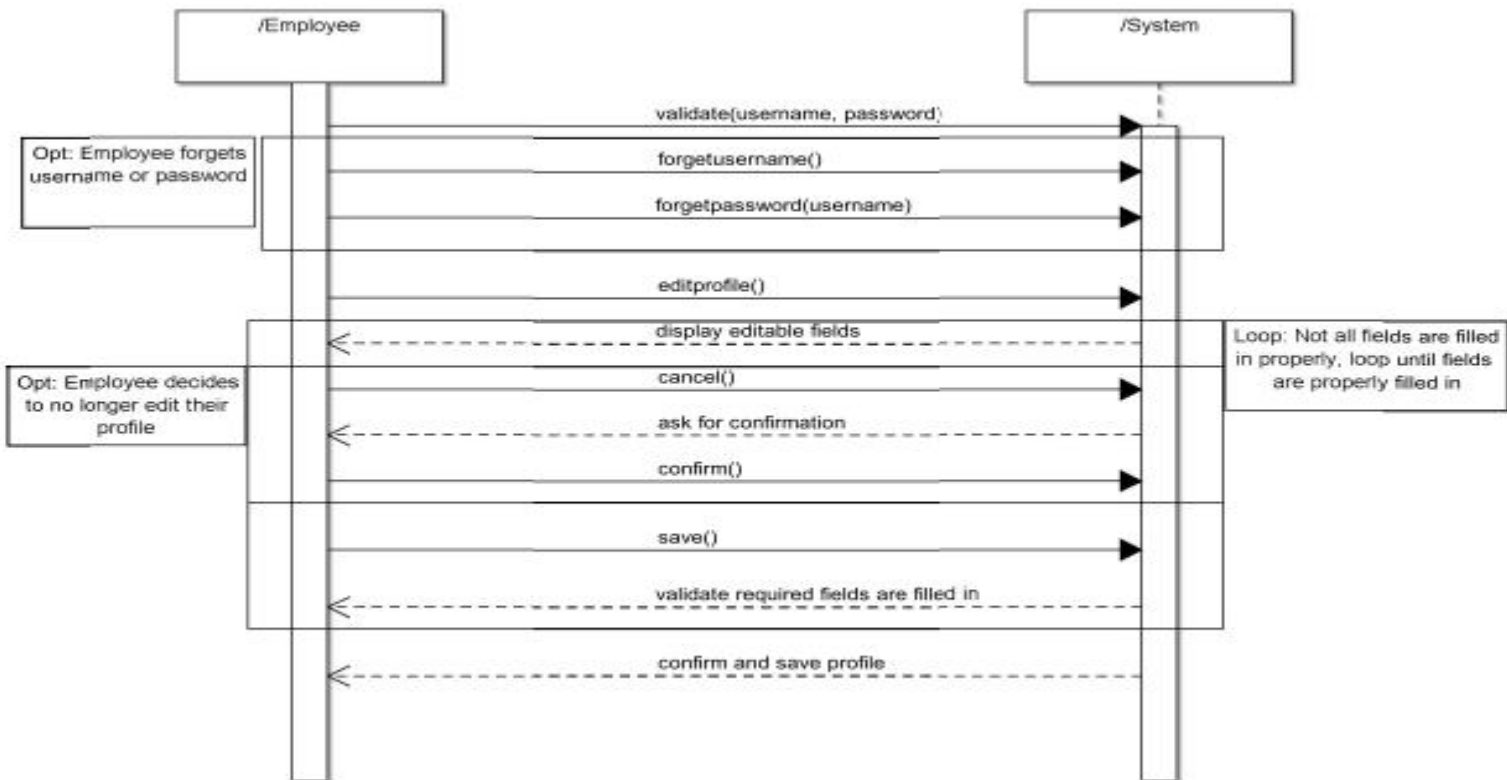 /Employee
/System
validate(username, password)
Opt: Employee forgets
username or password
forgetusername()
forgetpassword(username)
editprofile()
display editable fields
Loop: Not all fields are filled
in properly, loop until fields
are properly filled in
Opt: Employee decides
to no longer edit their
profile
cancel()
ask for confirmation
confirm()
save()
validate required fields are filled in
confirm and save profile